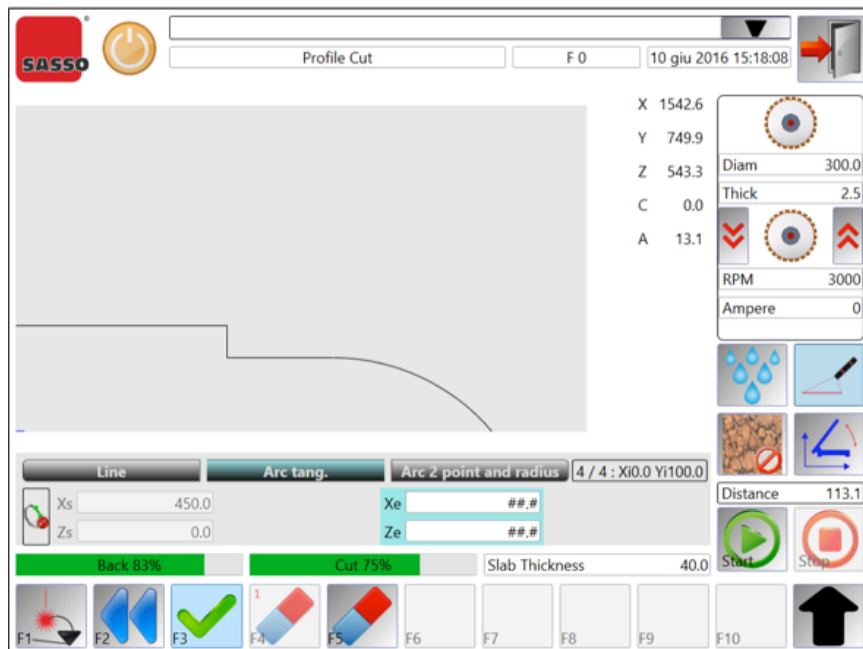 SASSO
Profile Cut
F 0
10 giu 2016 15:18:08
X 1542.6
Y 749.9
Z 543.3
C 0.0
A 13.1
Diam 300.0
Thick 2.5
RPM 3000
Ampere 0
Line
Arc tang.
Arc 2 point and radius
4 / 4 : Xi0.0 Yi100.0
Xs 450.0
Xe ##.#
Zs 0.0
Ze ##.#
Distance 113.1
Start
Stop
Back 83%
Cut 75%
Slab Thickness 40.0
F1
F2
F3
1
F4
F5
F6
F7
F8
F9
F10